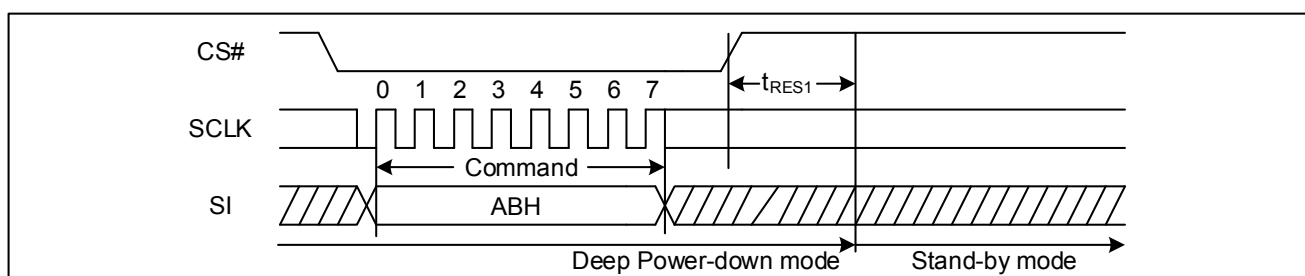 CS#
tRES1
0 1 2 3 4 5 6 7
SCLK
Command
SI
ABH
Deep Power-down mode Stand-by mode